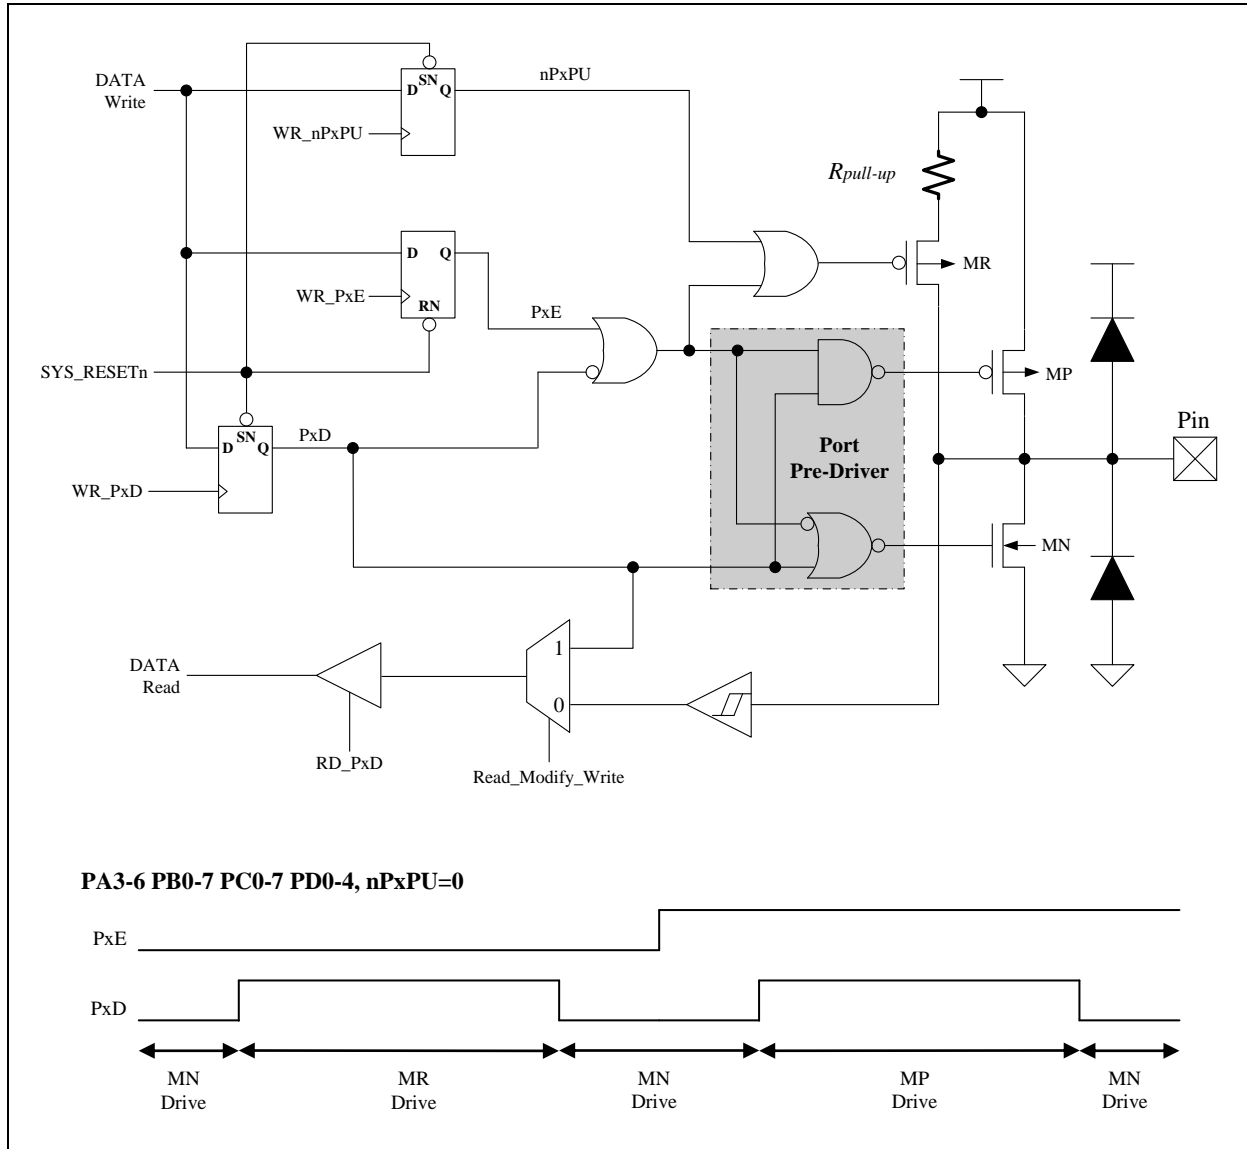 DATA
Write
D SN Q
nPxPU
WR_nPxPU
Rpull-up
D Q
MR
WR_PxE
RN
PxE
SYS_RESETn
MP
Pin
D SN Q
PxD
Port
Pre-Driver
WR_PxD
MN
1
DATA
Read
0
RD_PxD
Read_Modify_Write
PA3-6 PB0-7 PC0-7 PD0-4, nPxPU=0
PxE
PxD
MN
Drive
MR
Drive
MN
Drive
MP
Drive
MN
Drive